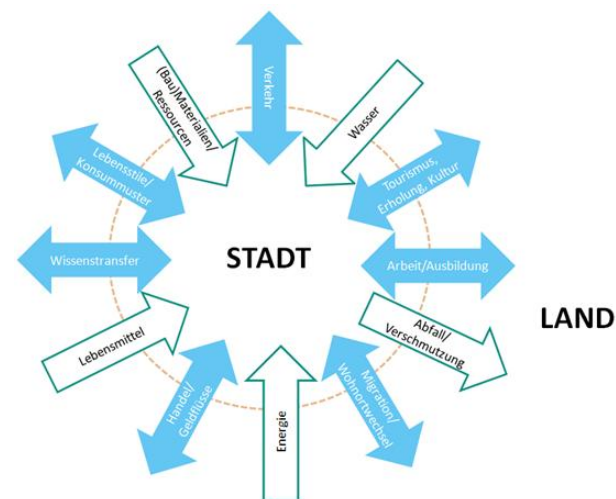 Verkehr
(Bau)Materialien/
Ressourcen
Wasser
Lebensstile/
Konsummuster
Tourismus,
Erholung, Kultur
Wissenstransfer
STADT
Arbeit/Ausbildung
LAND
Lebensmittel
Abfall/
Verschmutzung
Handel/
Geldflüsse
Energie
Migration/
Wohnortwechsel